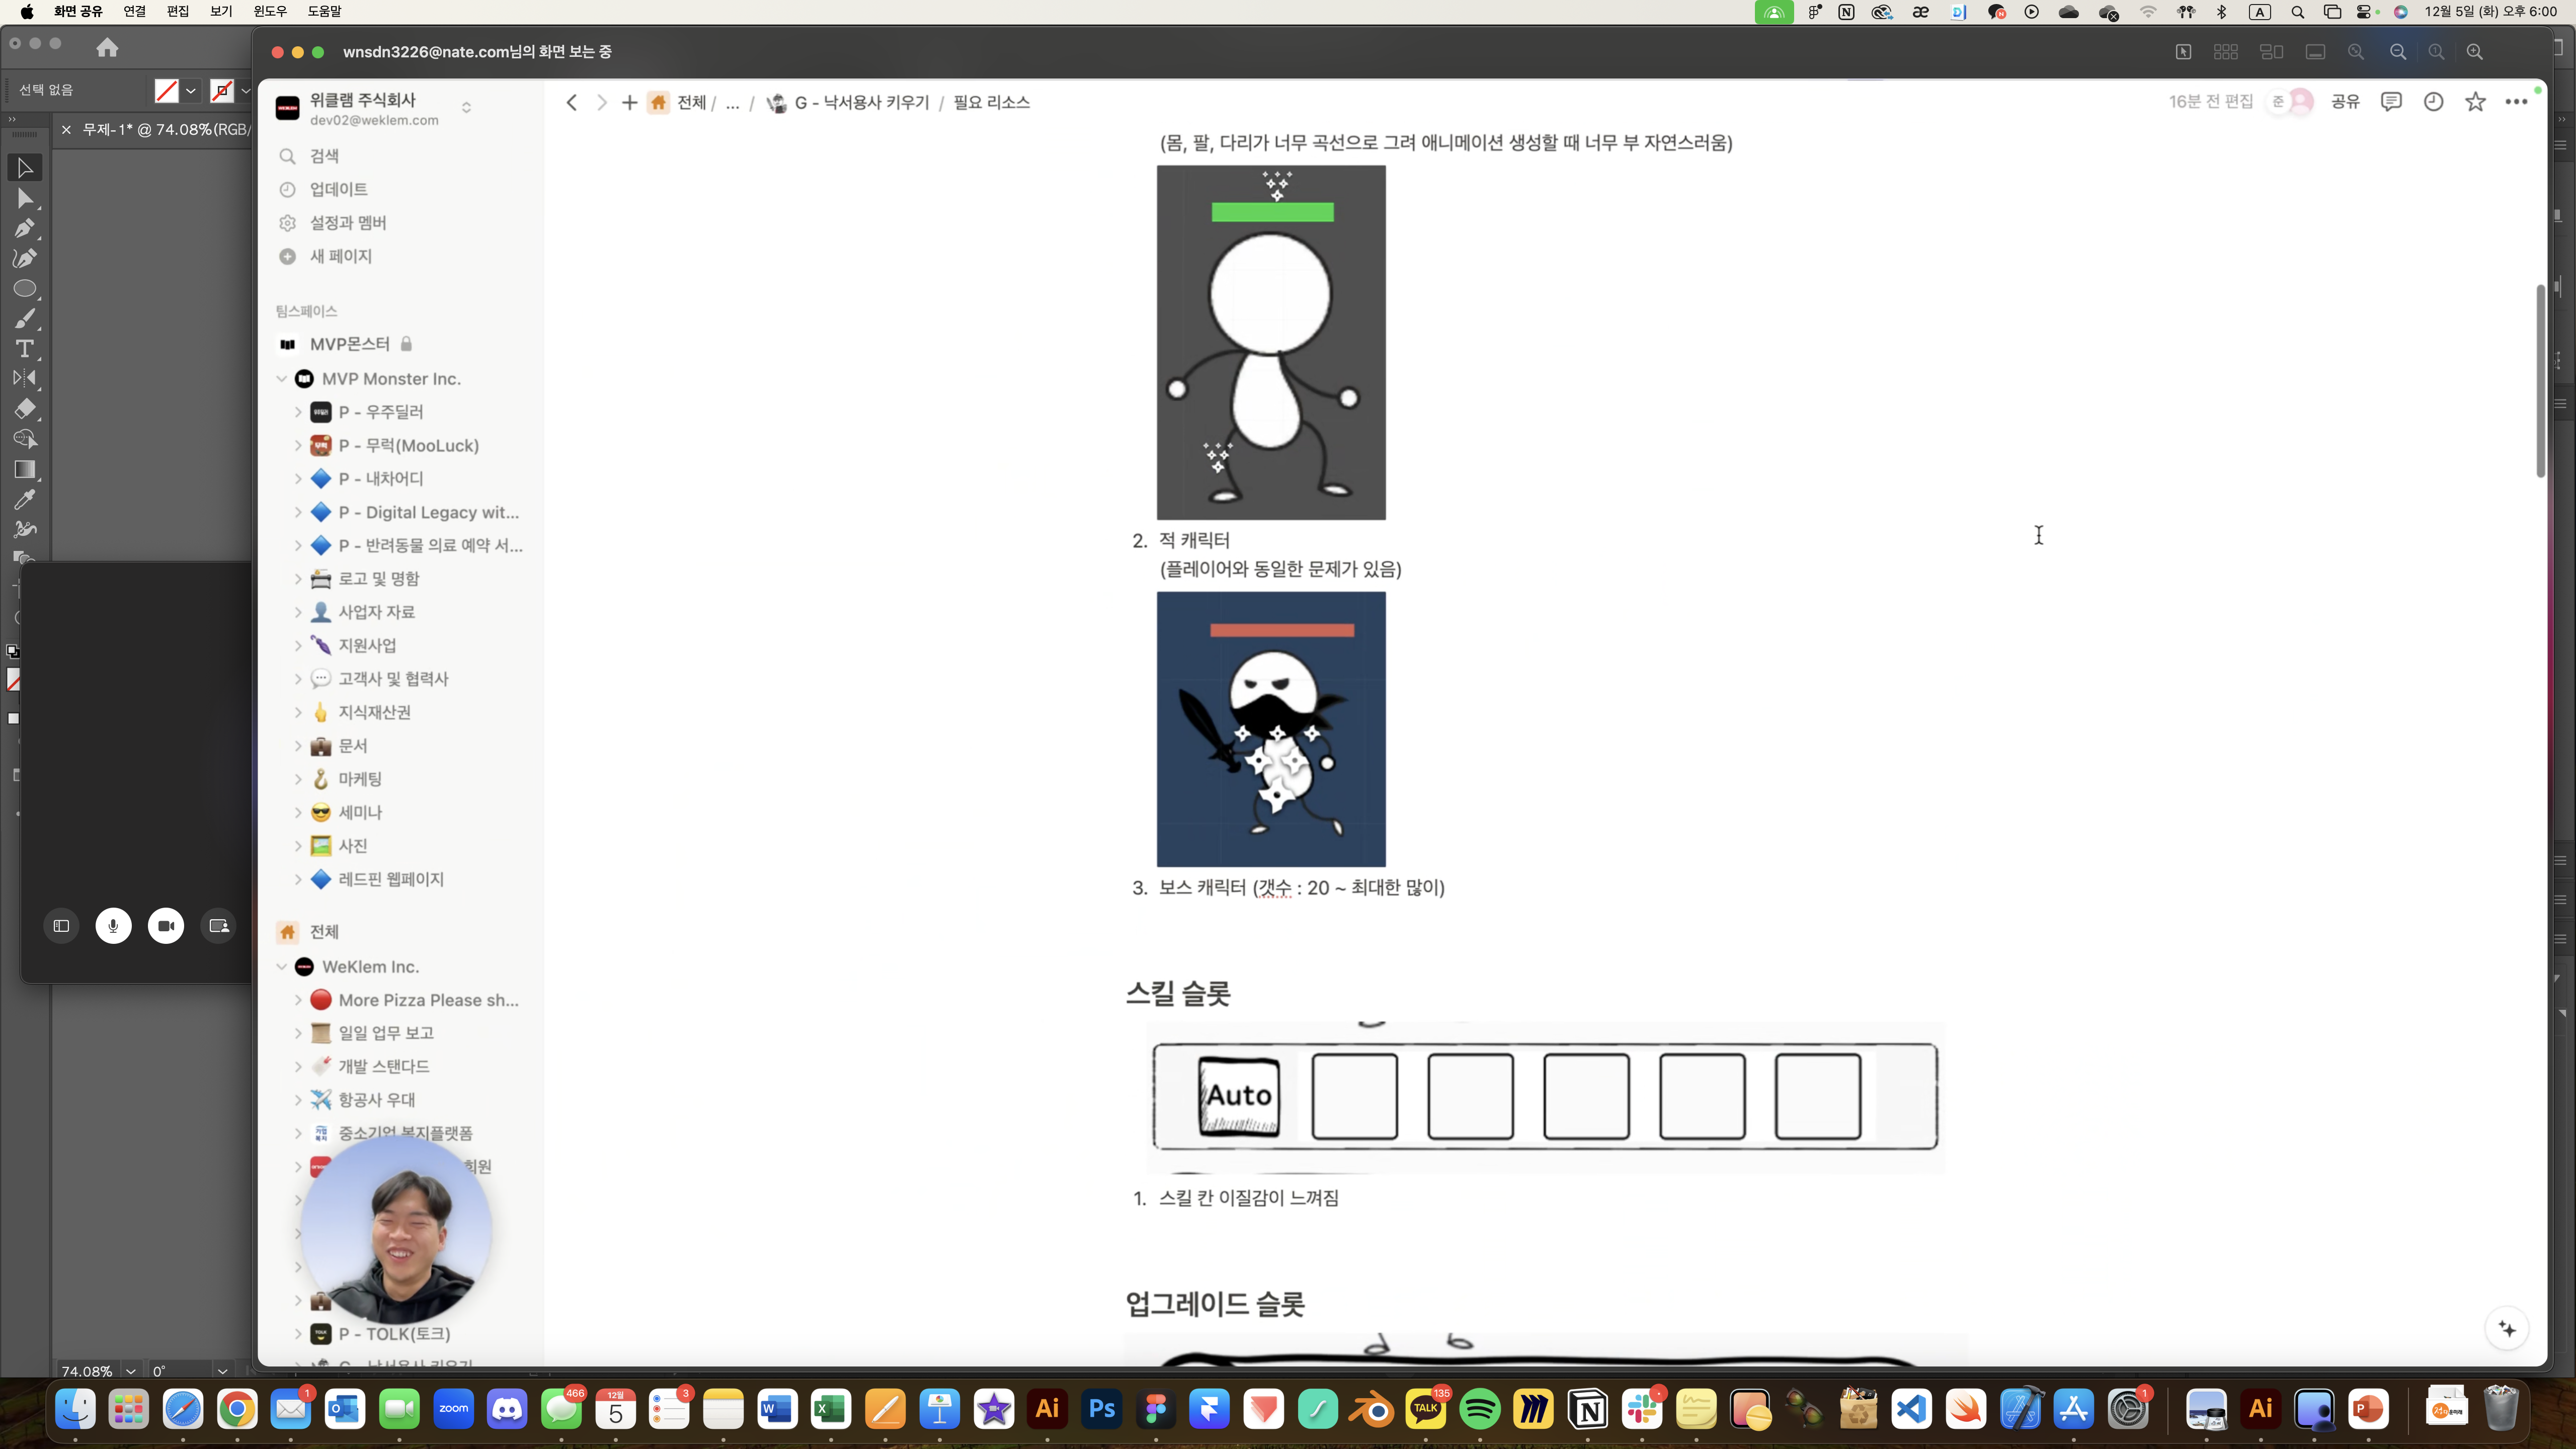 화면 공유 연결 편집 보기 윈도우 도움말
12월 5일 (화) 오후 6:00
wnsdn3226@nate.com님의 화면 보는 중
선택 없음
무제-1* @ 74.08%(RGB/
위클램 주식회사
dev02@weklem.com
전체 / ... / G - 낙서용사 키우기 / 필요 리소스
16분 전 편집
준
공유
검색
업데이트
설정과 멤버
새 페이지
팀스페이스
MVP몬스터
MVP Monster Inc.
P - 우주딜러
P - 무럭(MooLuck)
P - 내차어디
P - Digital Legacy wit...
P - 반려동물 의료 예약 서...
로고 및 명함
사업자 자료
지원사업
고객사 및 협력사
지식재산권
문서
마케팅
세미나
사진
레드핀 웹페이지
전체
WeKlem Inc.
More Pizza Please sh...
일일 업무 보고
개발 스탠다드
항공사 우대
중소기업 복지플랫폼
회원
P - TOLK(토크)
G - 낙서용사 키우기
(몸, 팔, 다리가 너무 곡선으로 그려 애니메이션 생성할 때 너무 부 자연스러움)
2. 적 캐릭터
(플레이어와 동일한 문제가 있음)
3. 보스 캐릭터 (갯수 : 20 ~ 최대한 많이)
스킬 슬롯
Auto
1. 스킬 칸 이질감이 느껴짐
업그레이드 슬롯
74.08%
0°
1
zoom
466
12월
5
3
Ai
Ps
TALK
135
1
Ai